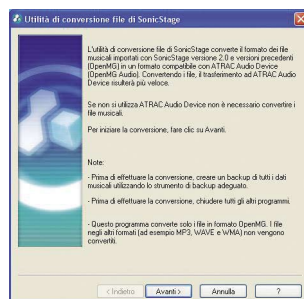 Utilità di conversione file di SonicStage
L'utilità di conversione file di SonicStage converte il formato dei file
musicali importati con SonicStage versione 2.0 e versioni precedenti
(OpenMG) in un formato compatibile con ATRAC Audio Device
(OpenMG Audio). Convertendo i file, il trasferimento ad ATRAC Audio
Device risulterà più veloce.
Se non si utilizza ATRAC Audio Device non è necessario convertire i
file musicali.
Per iniziare la conversione, fare clic su Avanti.
Note:
- Prima di effettuare la conversione, creare un backup di tutti i dati
musicali utilizzando lo strumento di backup adeguato.
- Prima di effettuare la conversione, chiudere tutti gli altri programmi.
- Questo programma converte solo i file in formato OpenMG. I file
negli altri formati (ad esempio MP3, WAVE e WMA) non vengono
convertiti.
< Indietro Avanti > Annulla ?